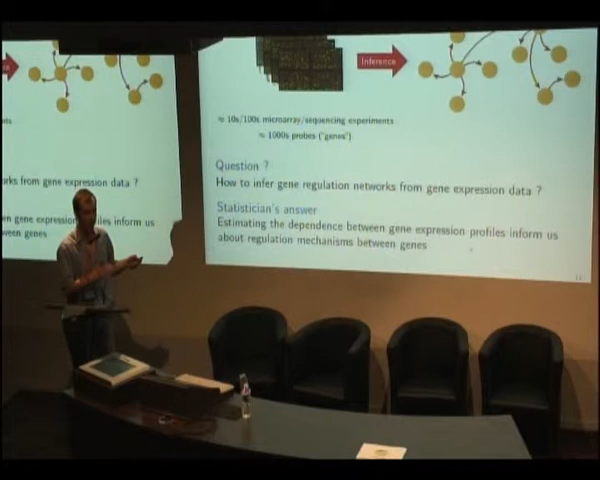 Inference
≈ 10s/100s microarray/sequencing experiments
≈ 1000s probes ("genes")
Question ?
How to infer gene regulation networks from gene expression data ?
Statistician's answer
Estimating the dependence between gene expression profiles inform us
about regulation mechanisms between genes
rks from gene expression data ?
en gene expression
iles inform us
ween genes